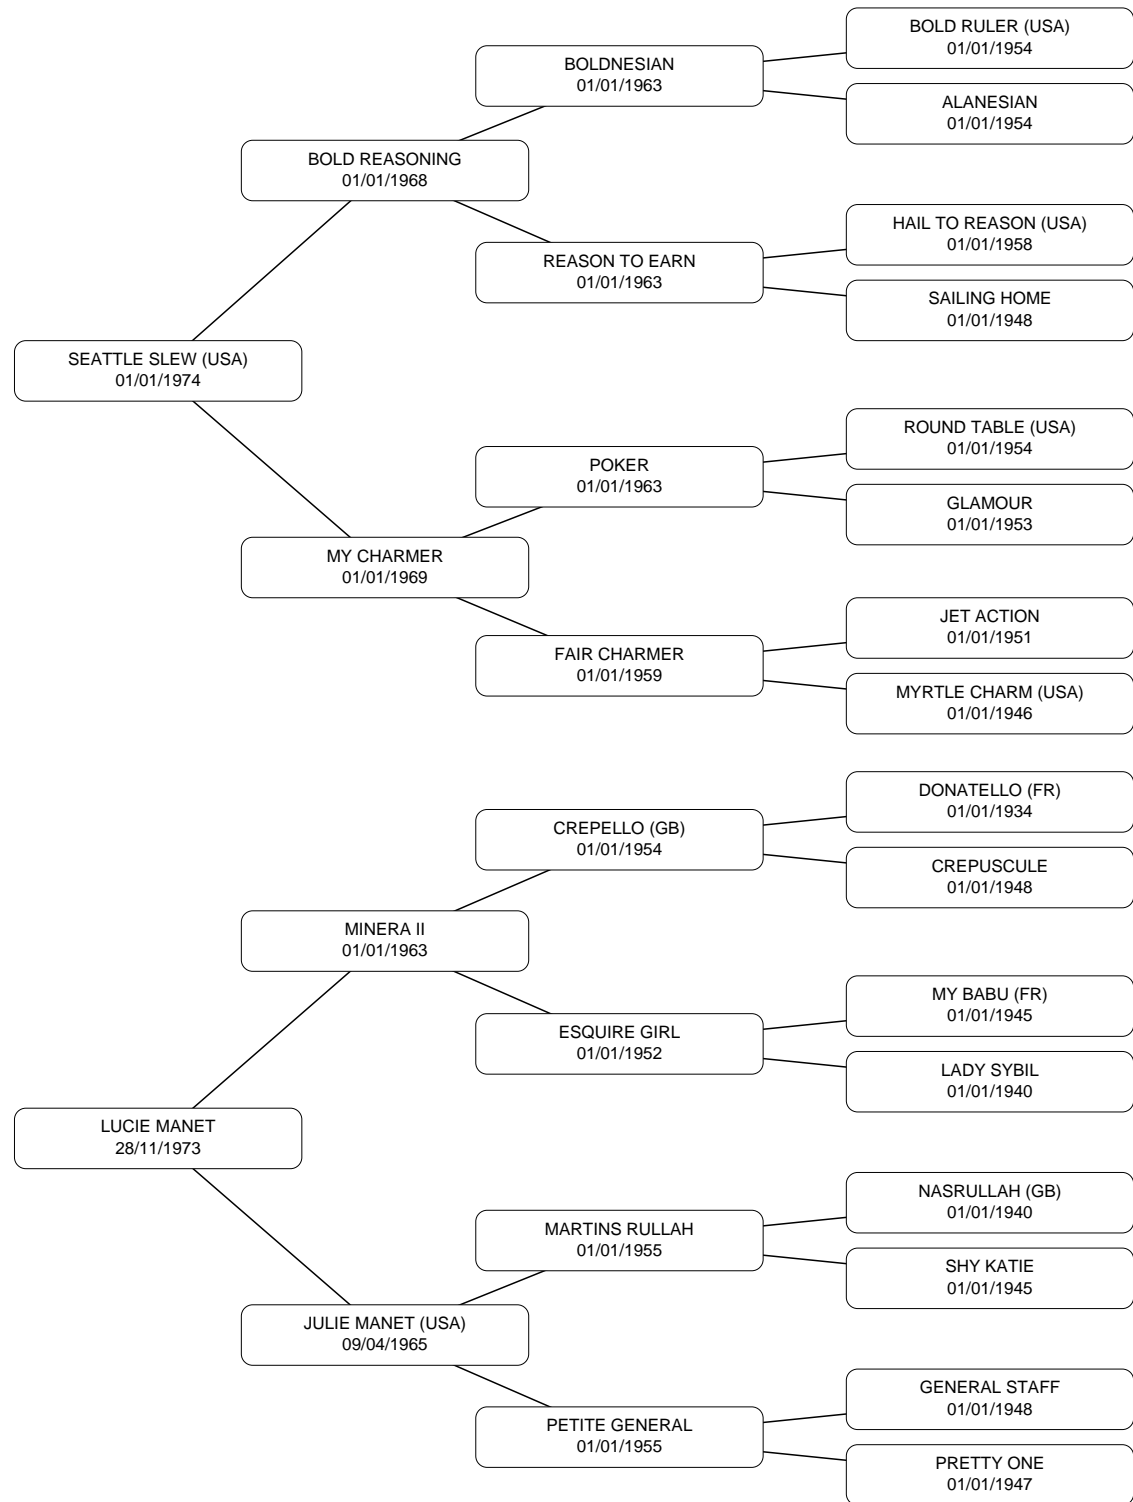 BOLD RULER (USA)
01/01/1954
BOLDNESIAN
01/01/1963
ALANESIAN
01/01/1954
BOLD REASONING
01/01/1968
HAIL TO REASON (USA)
01/01/1958
REASON TO EARN
01/01/1963
SAILING HOME
01/01/1948
SEATTLE SLEW (USA)
01/01/1974
ROUND TABLE (USA)
01/01/1954
POKER
01/01/1963
GLAMOUR
01/01/1953
MY CHARMER
01/01/1969
JET ACTION
01/01/1951
FAIR CHARMER
01/01/1959
MYRTLE CHARM (USA)
01/01/1946
DONATELLO (FR)
01/01/1934
CREPELLO (GB)
01/01/1954
CREPUSCULE
01/01/1948
MINERA II
01/01/1963
MY BABU (FR)
01/01/1945
ESQUIRE GIRL
01/01/1952
LADY SYBIL
01/01/1940
LUCIE MANET
28/11/1973
NASRULLAH (GB)
01/01/1940
MARTINS RULLAH
01/01/1955
SHY KATIE
01/01/1945
JULIE MANET (USA)
09/04/1965
GENERAL STAFF
01/01/1948
PETITE GENERAL
01/01/1955
PRETTY ONE
01/01/1947